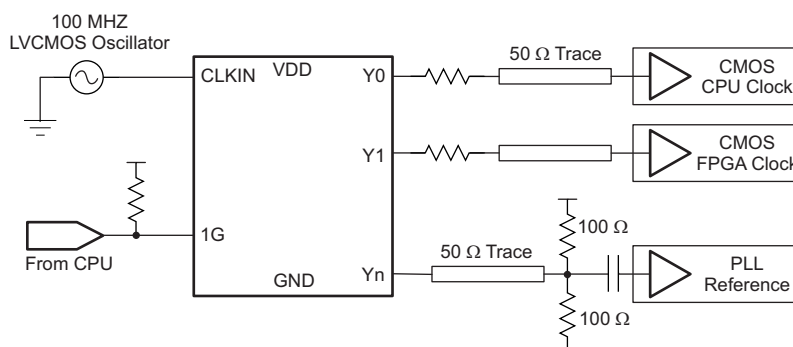 100 MHZ
LVCMOS Oscillator
CLKIN
VDD
Y0
50 Ω Trace
CMOS
CPU Clock
Y1
CMOS
FPGA Clock
From CPU
1G
GND
Yn
50 Ω Trace
100 Ω
100 Ω
PLL
Reference